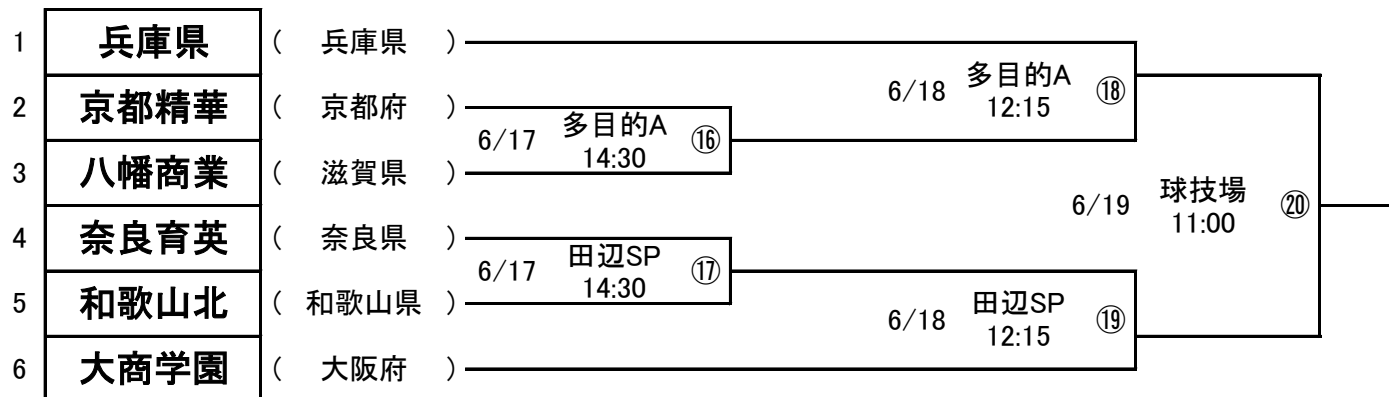 1 兵庫県 ( 兵庫県 )
6/18 多目的A ⑱
12:15
2 京都精華 ( 京都府 )
6/17 多目的A ⑯
14:30
3 八幡商業 ( 滋賀県 )
6/19 球技場 ⑳
11:00
4 奈良育英 ( 奈良県 )
6/17 田辺SP ⑰
14:30
5 和歌山北 ( 和歌山県 )
6/18 田辺SP ⑲
12:15
6 大商学園 ( 大阪府 )